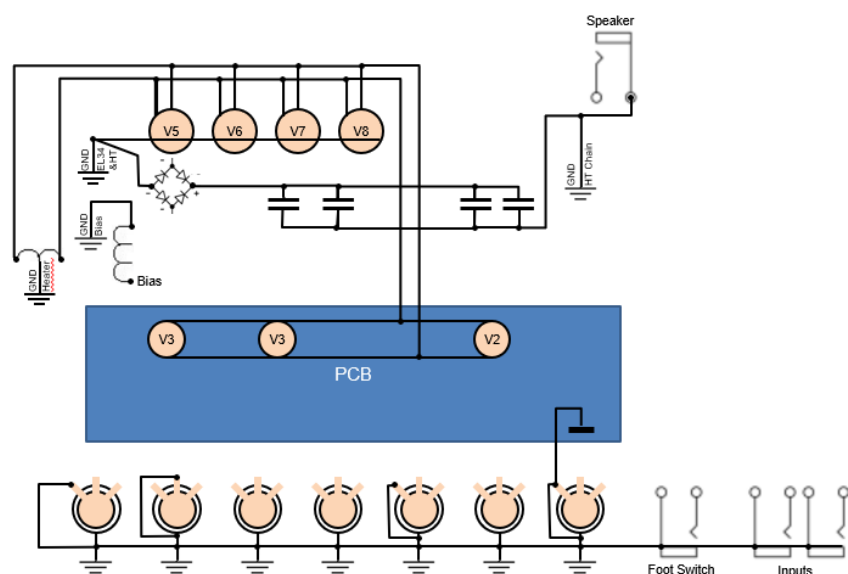 Speaker
V5 V6 V7 V8
GND
EL34
&HT
GND
HT Chain
GND
Bias
GND
Heater
Bias
V3 V3 V2
PCB
Foot Switch Inputs